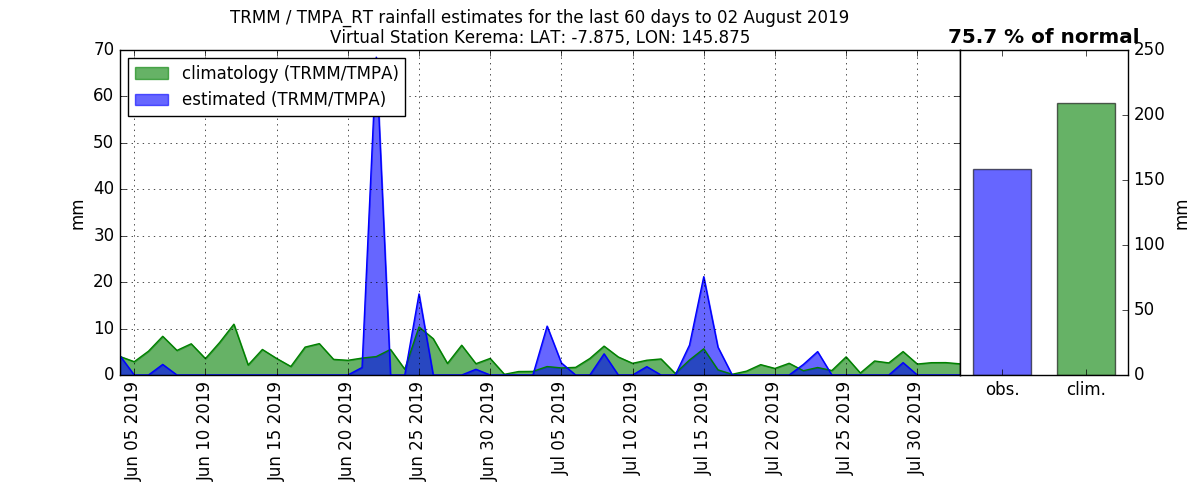 TRMM / TMPA_RT rainfall estimates for the last 60 days to 02 August 2019
Virtual Station Kerema: LAT: -7.875, LON: 145.875
75.7 % of normal
climatology (TRMM/TMPA)
estimated (TRMM/TMPA)
70
60
50
40
30
20
10
0
mm
Jun 05 2019
Jun 10 2019
Jun 15 2019
Jun 20 2019
Jun 25 2019
Jun 30 2019
Jul 05 2019
Jul 10 2019
Jul 15 2019
Jul 20 2019
Jul 25 2019
Jul 30 2019
obs.
clim.
250
200
150
100
50
0
mm